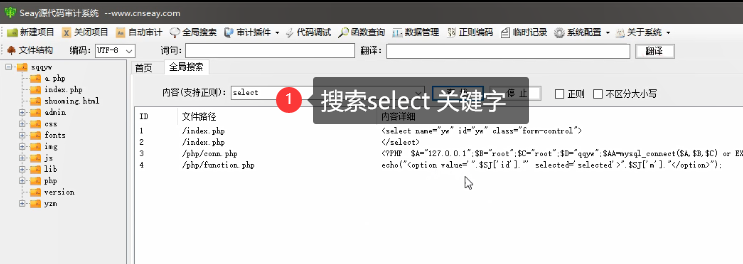 Seay源代码审计系统 --www.cnseay.com
新建项目 关闭项目 自动审计 全局搜索 审计插件 代码调试 函数查询 数据管理 正则编码 临时记录 系统配置 关于系统
文件结构 编码: UTF-8 词句: 翻译: 翻译
首页 全局搜索
内容(支持正则): select 停 止 正则 不区分大小写
1 搜索select 关键字
ID 文件路径 内容详细
1 /index.php <select name="yw" id="yw" class="form-control">
2 /index.php </select>
3 /php/conn.php <?PHP $A="127.0.0.1";$B="root";$C="root";$D="qqyw";$AA=mysql_connect($A,$B,$C) or EX
4 /php/function.php echo("<option value='".$SJ['id']."' selected='selected'>".$SJ['m']."</option>");
sqqyw
a.php
index.php
shuoming.html
admin
css
fonts
img
js
lib
php
version
yzm